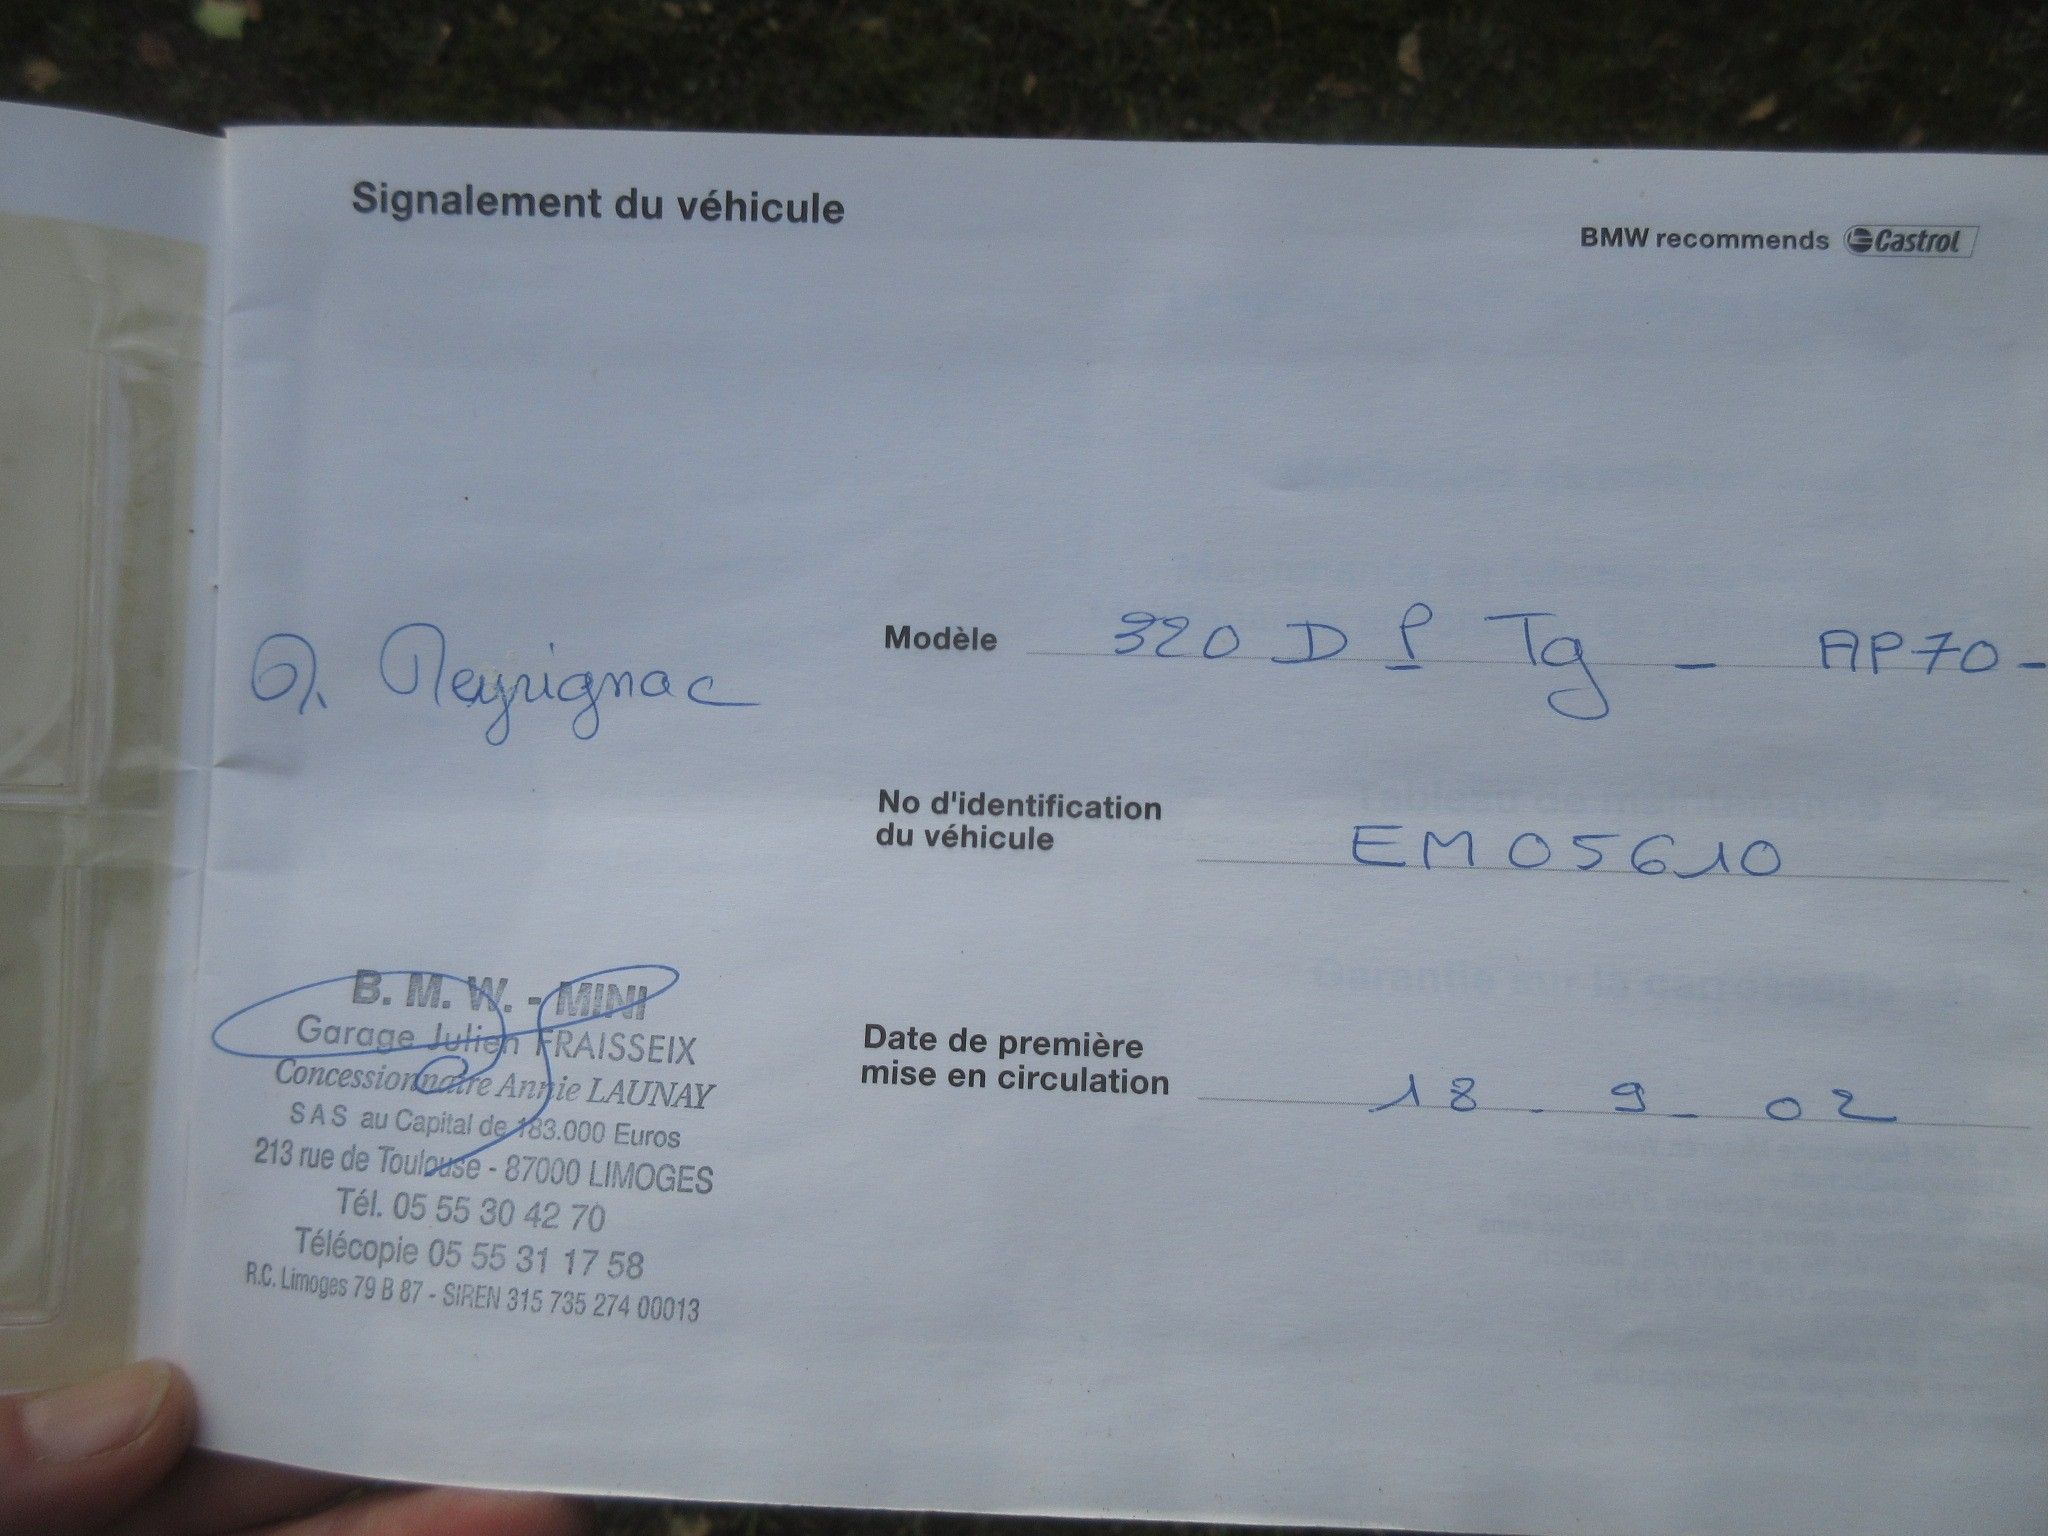 Signalement du véhicule
BMW recommends Castrol
Modèle 320 D P Tg - AP70-
Peyrignac
No d'identification
du véhicule EM05610
Date de première
mise en circulation 18 - 9 - 02
B. M. W. - MINI
Garage Julien FRAISSEIX
Concessionnaire Annie LAUNAY
SAS au Capital de 183.000 Euros
213 rue de Toulouse - 87000 LIMOGES
Tél. 05 55 30 42 70
Télécopie 05 55 31 17 58
R.C. Limoges 79 B 87 - SIREN 315 735 274 00013